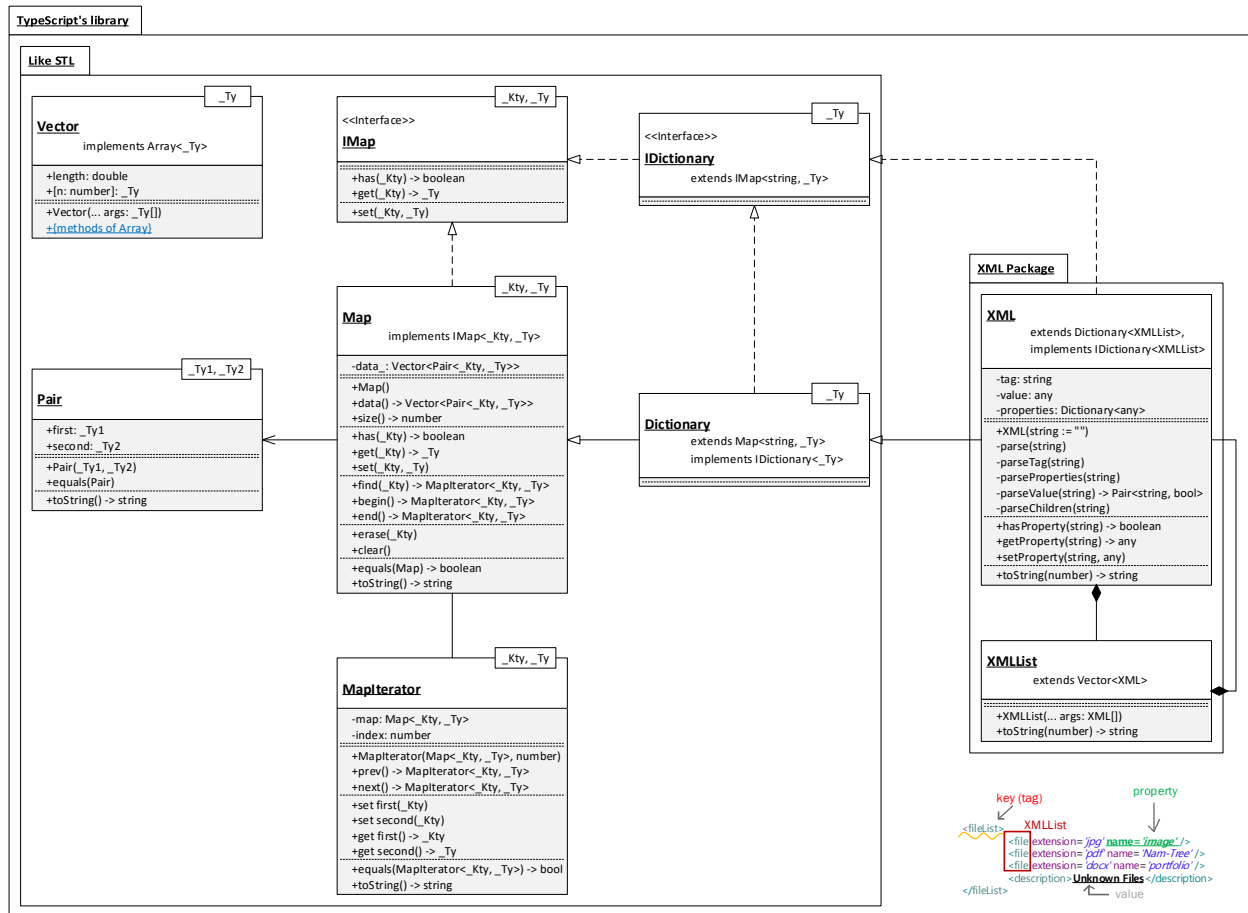 TypeScript's library
Like STL
_Ty
Vector
implements Array<_Ty>
+length: double
+[n: number]: _Ty
+Vector(... args: _Ty[])
+{methods of Array}
_Kty, _Ty
<<Interface>>
IMap
+has(_Kty) -> boolean
+get(_Kty) -> _Ty
+set(_Kty, _Ty)
_Ty
<<Interface>>
IDictionary
extends IMap<string, _Ty>
_Ty1, _Ty2
Pair
+first: _Ty1
+second: _Ty2
+Pair(_Ty1, _Ty2)
+equals(Pair)
+toString() -> string
_Kty, _Ty
Map
implements IMap<_Kty, _Ty>
-data_: Vector<Pair<_Kty, _Ty>>
+Map()
+data() -> Vector<Pair<_Kty, _Ty>>
+size() -> number
+has(_Kty) -> boolean
+get(_Kty) -> _Ty
+set(_Kty, _Ty)
+find(_Kty) -> MapIterator<_Kty, _Ty>
+begin() -> MapIterator<_Kty, _Ty>
+end() -> MapIterator<_Kty, _Ty>
+erase(_Kty)
+clear()
+equals(Map) -> boolean
+toString() -> string
_Ty
Dictionary
extends Map<string, _Ty>
implements IDictionary<_Ty>
XML Package
XML
extends Dictionary<XMLList>,
implements IDictionary<XMLList>
-tag: string
-value: any
-properties: Dictionary<any>
+XML(string := "")
-parse(string)
-parseTag(string)
-parseProperties(string)
-parseValue(string) -> Pair<string, bool>
-parseChildren(string)
+hasProperty(string) -> boolean
+getProperty(string) -> any
+setProperty(string, any)
+toString(number) -> string
XMLList
extends Vector<XML>
+XMLList(... args: XML[])
+toString(number) -> string
_Kty, _Ty
MapIterator
-map: Map<_Kty, _Ty>
-index: number
+MapIterator(Map<_Kty, _Ty>, number)
+prev() -> MapIterator<_Kty, _Ty>
+next() -> MapIterator<_Kty, _Ty>
+set first(_Kty)
+set second(_Kty)
+get first() -> _Kty
+get second() -> _Ty
+equals(MapIterator<_Kty, _Ty>) -> bool
+toString() -> string
key (tag)
property
<fileList>
XMLList
<file extension='jpg' name='image' />
<file extension='pdf' name='Nam-Tree' />
<file extension='docx' name='portfolio' />
<description>Unknown Files</description>
</fileList>
value